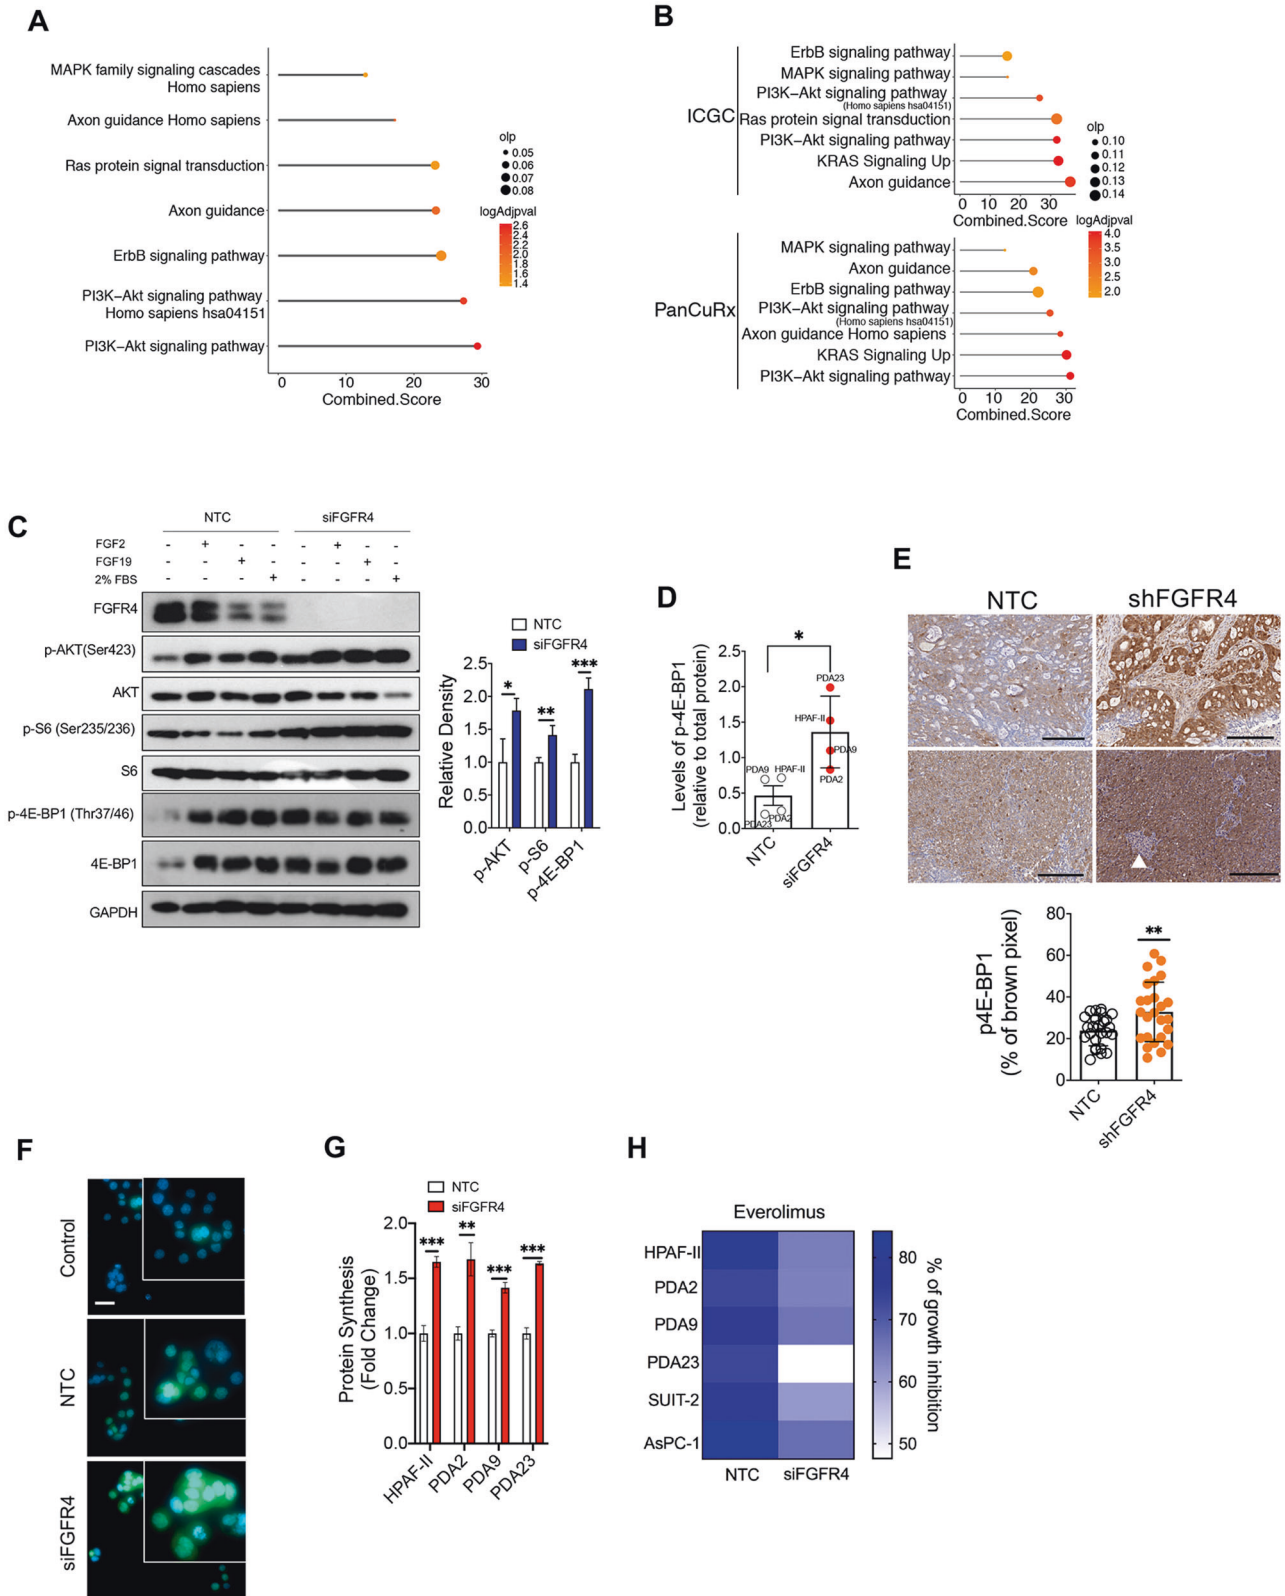 A
MAPK family signaling cascades
Homo sapiens
Axon guidance Homo sapiens
Ras protein signal transduction
Axon guidance
ErbB signaling pathway
PI3K−Akt signaling pathway
Homo sapiens hsa04151
PI3K−Akt signaling pathway
0 10 20 30
Combined.Score
olp
0.05
0.06
0.07
0.08
logAdjpval
2.6
2.4
2.2
2.0
1.8
1.6
1.4
B
ICGC
ErbB signaling pathway
MAPK signaling pathway
PI3K−Akt signaling pathway
(Homo sapiens hsa04151)
Ras protein signal transduction
PI3K−Akt signaling pathway
KRAS Signaling Up
Axon guidance
0 10 20 30
Combined.Score
PanCuRx
MAPK signaling pathway
Axon guidance
ErbB signaling pathway
PI3K−Akt signaling pathway
(Homo sapiens hsa04151)
Axon guidance Homo sapiens
KRAS Signaling Up
PI3K−Akt signaling pathway
0 10 20 30
Combined.Score
olp
0.10
0.11
0.12
0.13
0.14
logAdjpval
4.0
3.5
3.0
2.5
2.0
C
NTC siFGFR4
FGF2 - + - - - + - -
FGF19 - - + - - - + -
2% FBS - - - + - - - +
FGFR4
p-AKT(Ser423)
AKT
p-S6 (Ser235/236)
S6
p-4E-BP1 (Thr37/46)
4E-BP1
GAPDH
NTC
siFGFR4
Relative Density
2.5
2.0
1.5
1.0
0.5
0.0
* ** ***
p-AKT
p-S6
p-4E-BP1
D
Levels of p-4E-BP1
(relative to total protein)
2.5
2.0
1.5
1.0
0.5
0.0
*
PDA23
HPAF-II
PDA9
PDA2
PDA9 HPAF-II
PDA23 PDA2
NTC
siFGFR4
E
NTC shFGFR4
p4E-BP1
(% of brown pixel)
80
60
40
20
0
**
NTC
shFGFR4
F
Control
NTC
siFGFR4
G
NTC
siFGFR4
Protein Synthesis
(Fold Change)
2.0
1.5
1.0
0.5
0.0
*** ** *** ***
HPAF-II
PDA2
PDA9
PDA23
H
Everolimus
HPAF-II
PDA2
PDA9
PDA23
SUIT-2
AsPC-1
NTC siFGFR4
80
70
60
50
% of growth inhibition